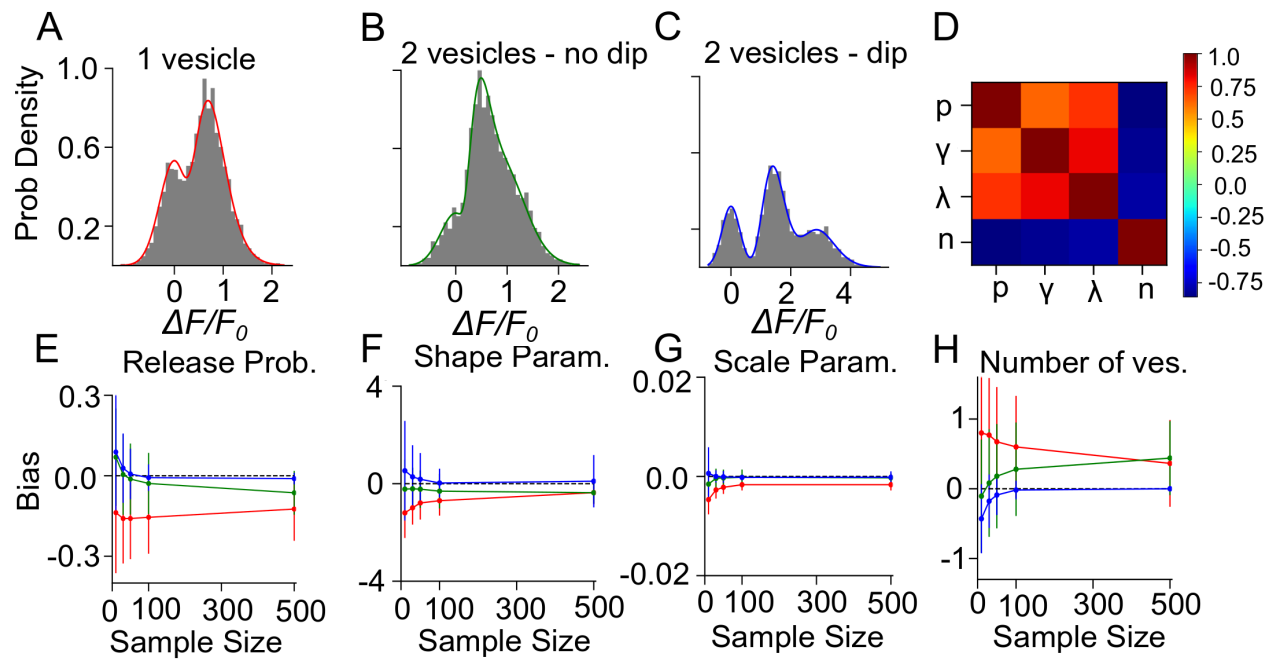 A
B
C
D
1 vesicle
2 vesicles - no dip
2 vesicles - dip
Prob Density
1.0
0.6
0.2
0 1 2
ΔF/F0
0 1 2
ΔF/F0
0 2 4
ΔF/F0
p
γ
λ
n
p γ λ n
1.0
0.75
0.5
0.25
0.0
-0.25
-0.5
-0.75
E
F
G
H
Release Prob.
Shape Param.
Scale Param.
Number of ves.
Bias
0.3
0.0
-0.3
0 100 300 500
Sample Size
4
0
-4
0 100 300 500
Sample Size
0.02
0.0
-0.02
0 100 300 500
Sample Size
1
0
-1
0 100 300 500
Sample Size